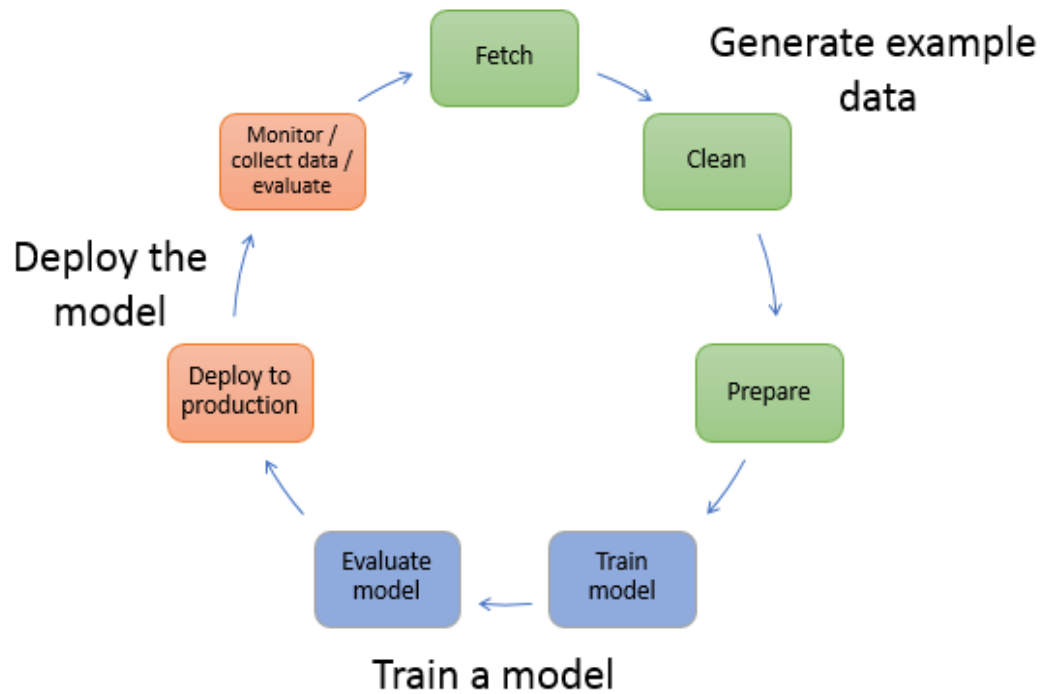 Fetch
Generate example
data
Clean
Prepare
Train
model
Train a model
Evaluate
model
Deploy to
production
Deploy the
model
Monitor /
collect data /
evaluate